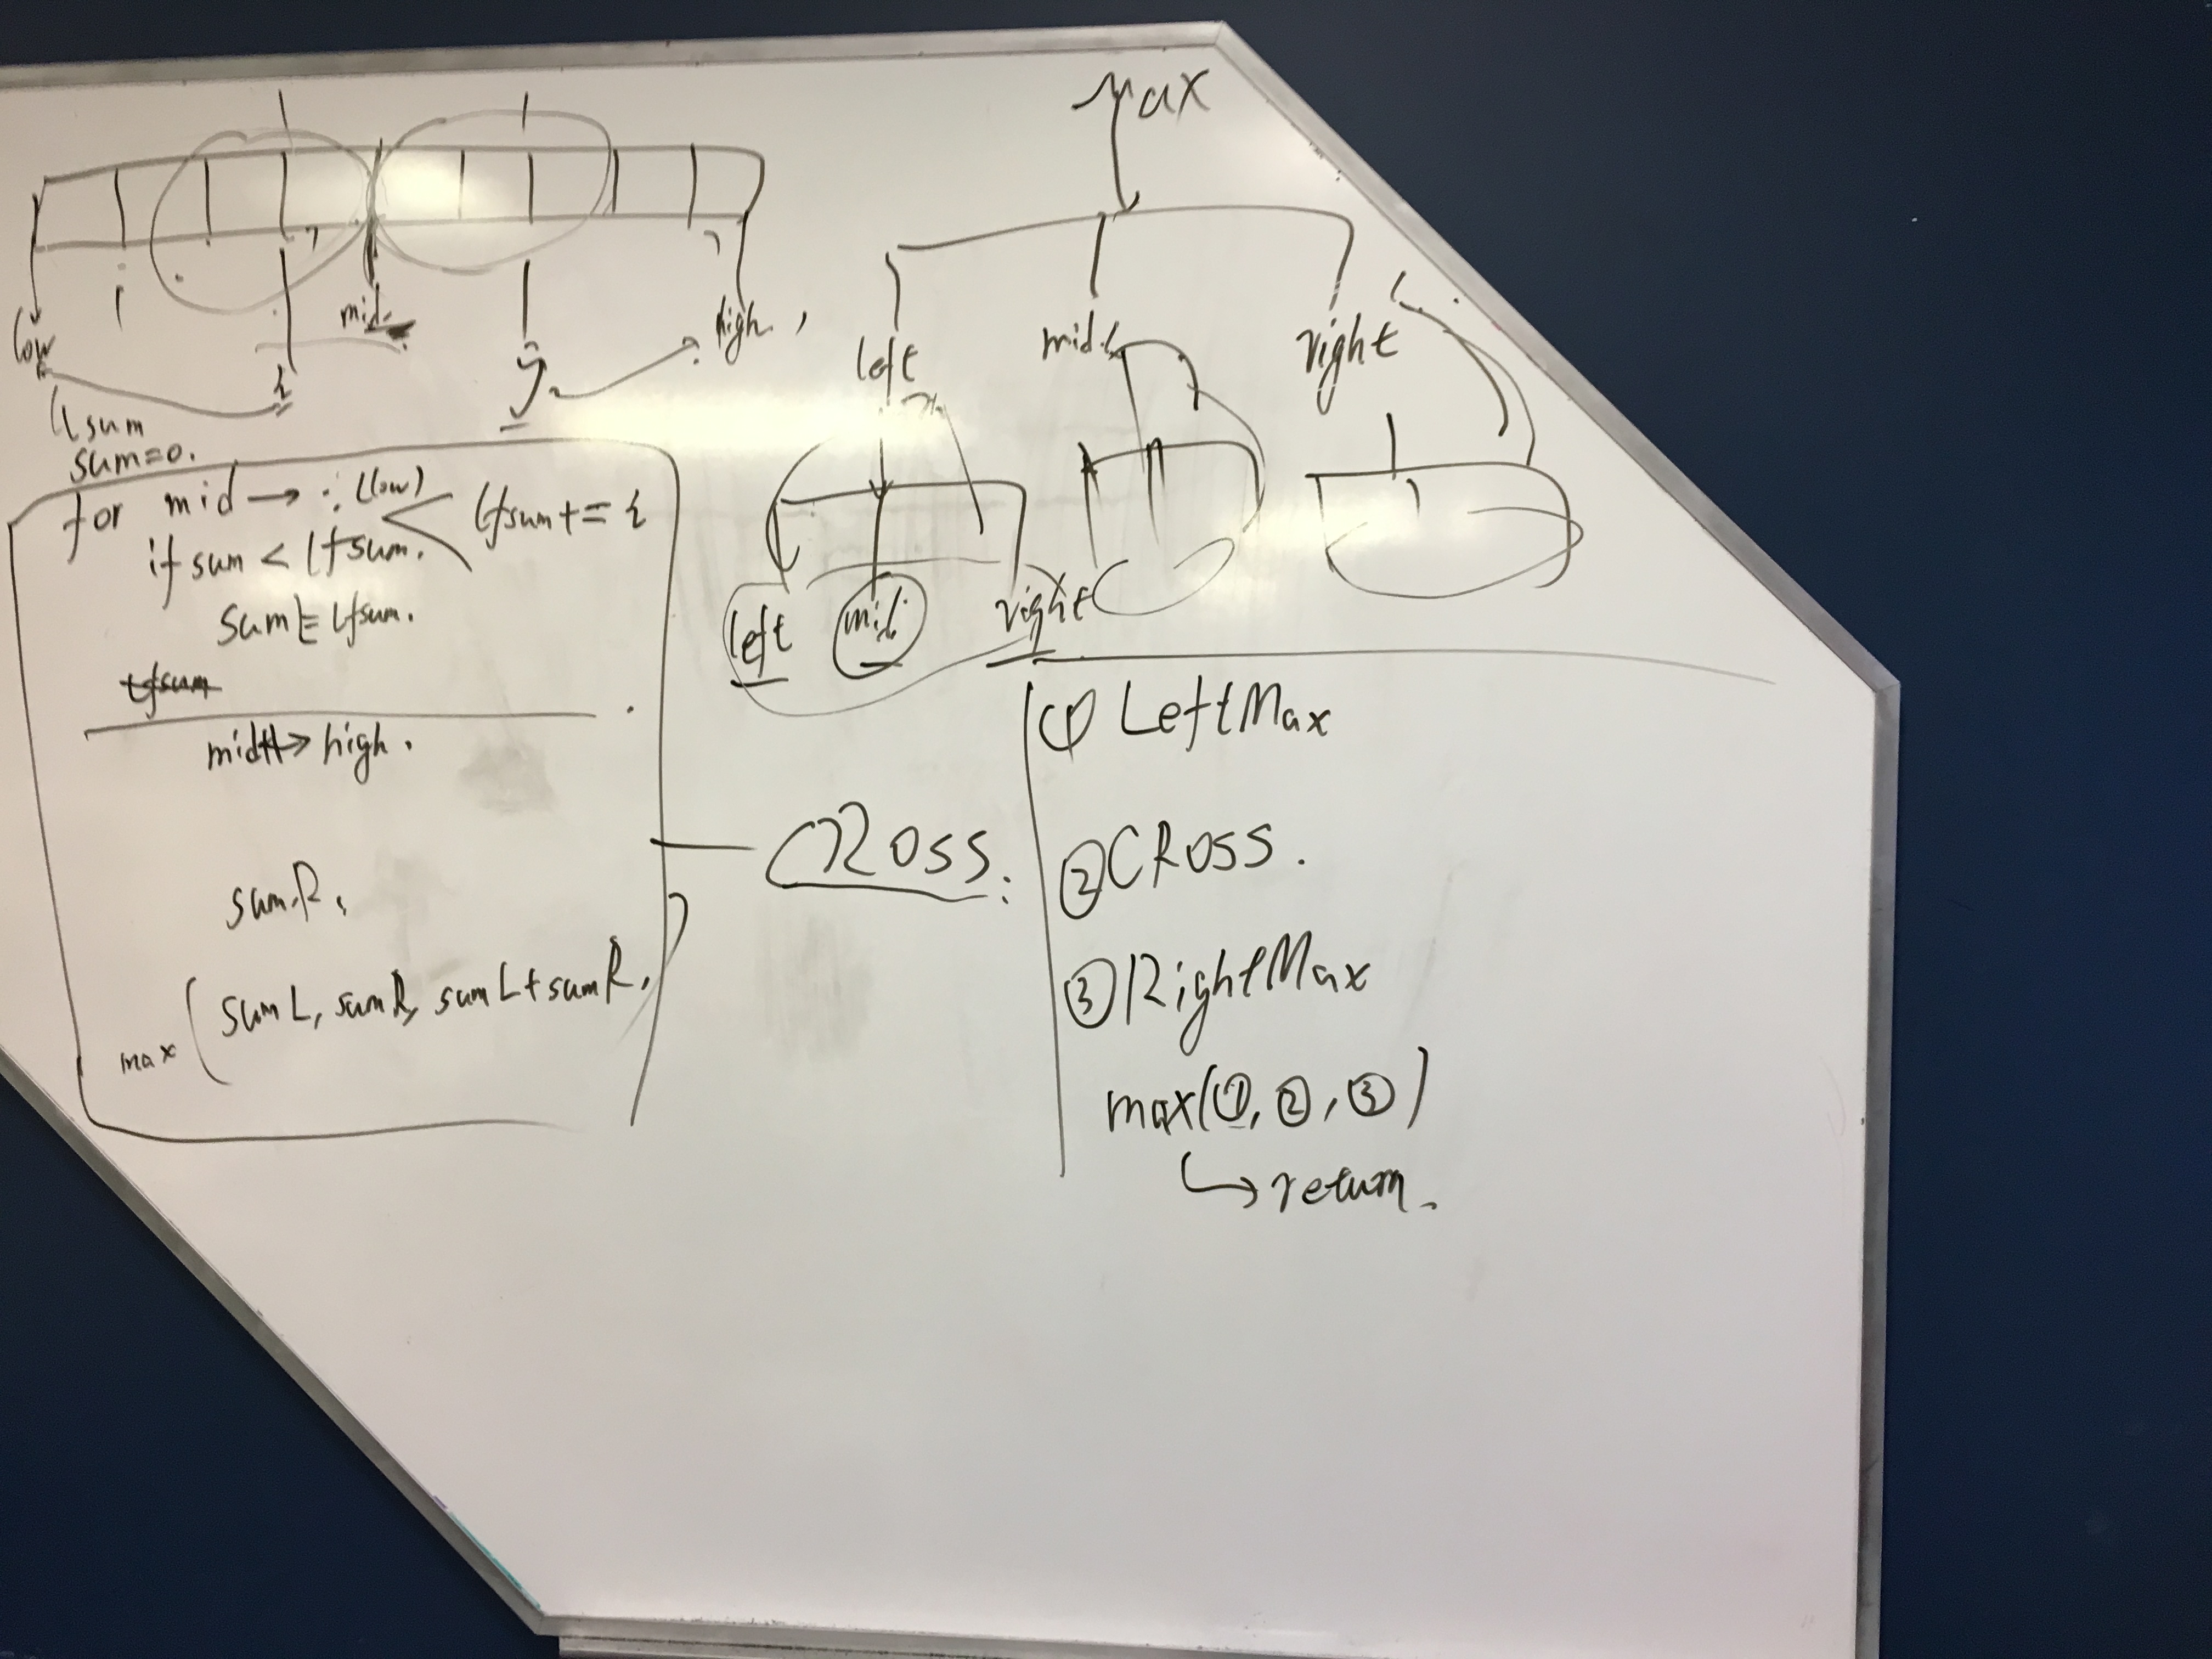 low
i
mid
j
high
Lfsum
sum=0.
for mid → i (low)
lfsum += i
if sum < lfsum.
sum = lfsum.
lfsum
mid+1 → high.
sumR.
max (sumL, sumR, sumL+sumR,)
max
left
mid
right
left
mid
right
CROSS:
① LeftMax
② CROSS.
③ RightMax
max(①, ②, ③)
↳ return.